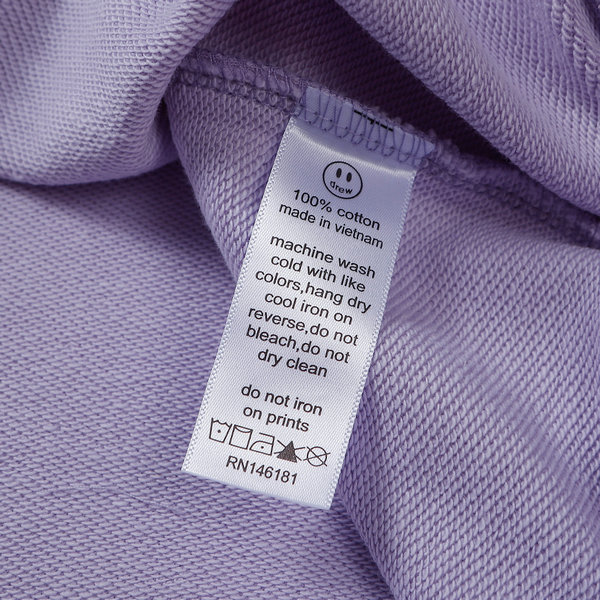 drew
100% cotton
made in vietnam
machine wash
cold with like
colors,hang dry
cool iron on
reverse,do not
bleach,do not
dry clean
do not iron
on prints
RN146181